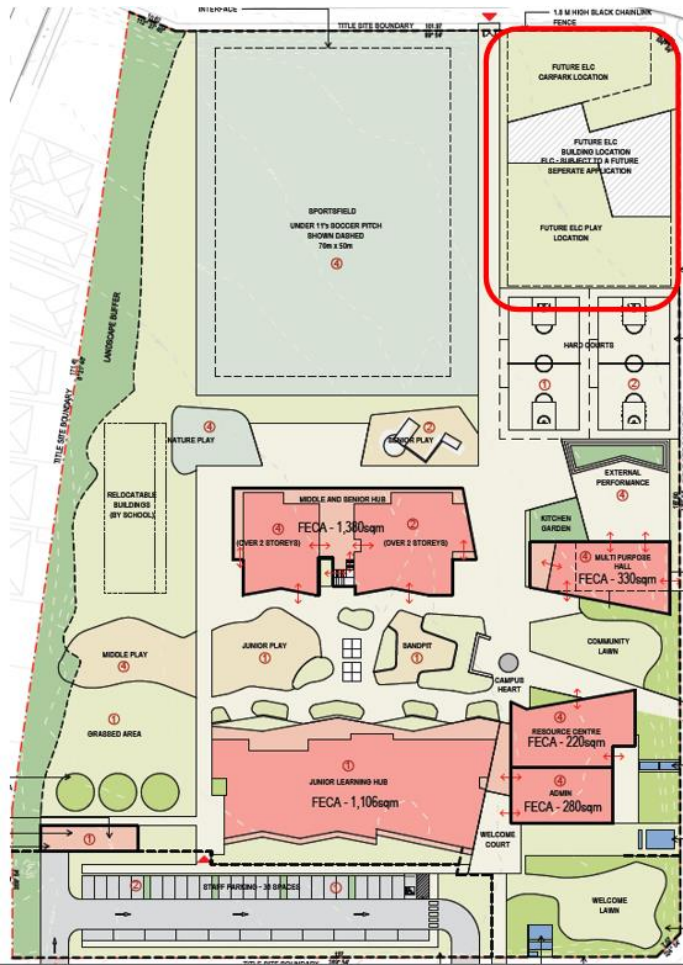 INTERFACE
TITLE SITE BOUNDARY
1.8 M HIGH BLACK CHAINLINK
FENCE
FUTURE ELC
CARPARK LOCATION
FUTURE ELC
BUILDING LOCATION
ELC - SUBJECT TO A FUTURE
SEPERATE APPLICATION
FUTURE ELC PLAY
LOCATION
SPORTSFIELD
UNDER 11's SOCCER PITCH
SHOWN DASHED
70m x 50m
4
LANDSCAPE BUFFER
TITLE SITE BOUNDARY
HARD COURTS
1
2
4
NATURE PLAY
2
SENIOR PLAY
RELOCATABLE
BUILDINGS
(BY SCHOOL)
MIDDLE AND SENIOR HUB
FECA - 1,380sqm
4
(OVER 2 STOREYS)
2
(OVER 2 STOREYS)
EXTERNAL
PERFORMANCE
4
KITCHEN
GARDEN
4 MULTI PURPOSE
HALL
FECA - 330sqm
MIDDLE PLAY
4
JUNIOR PLAY
1
SANDPIT
1
COMMUNITY
LAWN
CAMPUS
HEART
1
GRASSED AREA
4
RESOURCE CENTRE
FECA - 220sqm
4
ADMIN
FECA - 280sqm
1
JUNIOR LEARNING HUB
FECA - 1,106sqm
1
WELCOME
COURT
2
STAFF PARKING - 30 SPACES
WELCOME
LAWN
TITLE SITE BOUNDARY